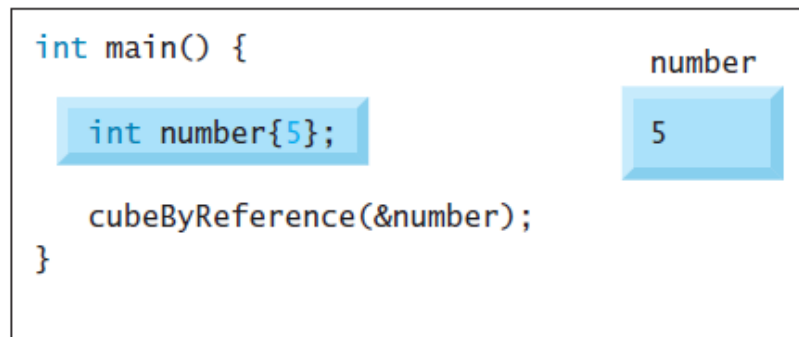 int main() {
number
int number{5};
5
cubeByReference(&number);
}